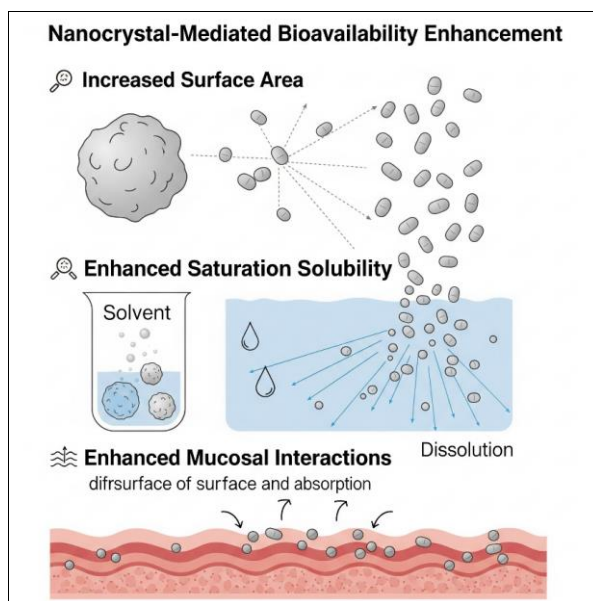 Nanocrystal-Mediated Bioavailability Enhancement
Increased Surface Area
Enhanced Saturation Solubility
Solvent
Dissolution
Enhanced Mucosal Interactions
difrsurface of surface and absorption